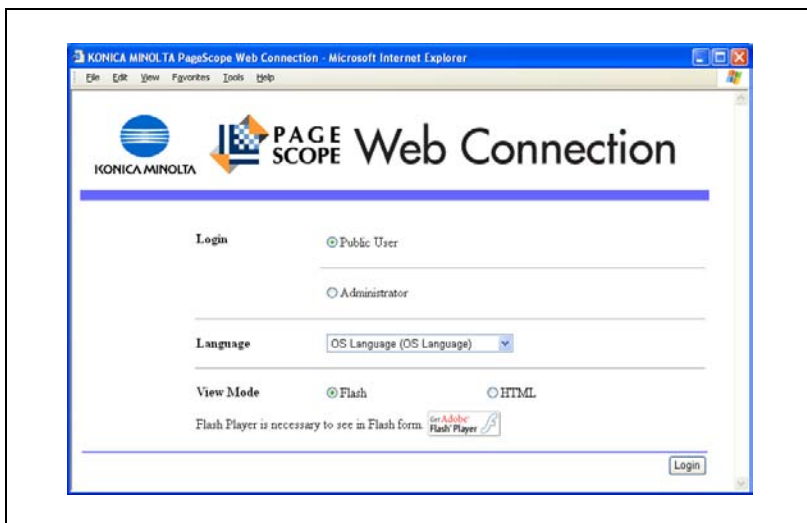 KONICA MINOLTA PageScope Web Connection - Microsoft Internet Explorer
File Edit View Favorites Tools Help
KONICA MINOLTA
PAGE SCOPE Web Connection
Login
Public User
Administrator
Language
OS Language (OS Language)
View Mode
Flash
HTML
Flash Player is necessary to see in Flash form.
Get Adobe
Flash Player
Login